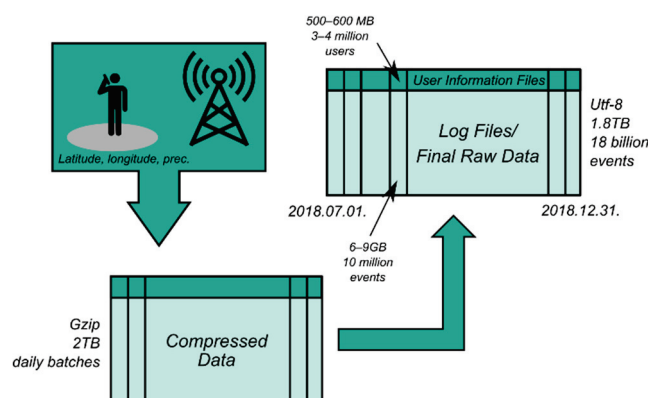 500–600 MB
3–4 million
users
User Information Files
Log Files/
Final Raw Data
Utf-8
1.8TB
18 billion
events
Latitude, longitude, prec.
2018.07.01.
2018.12.31.
6–9GB
10 million
events
Gzip
2TB
daily batches
Compressed
Data